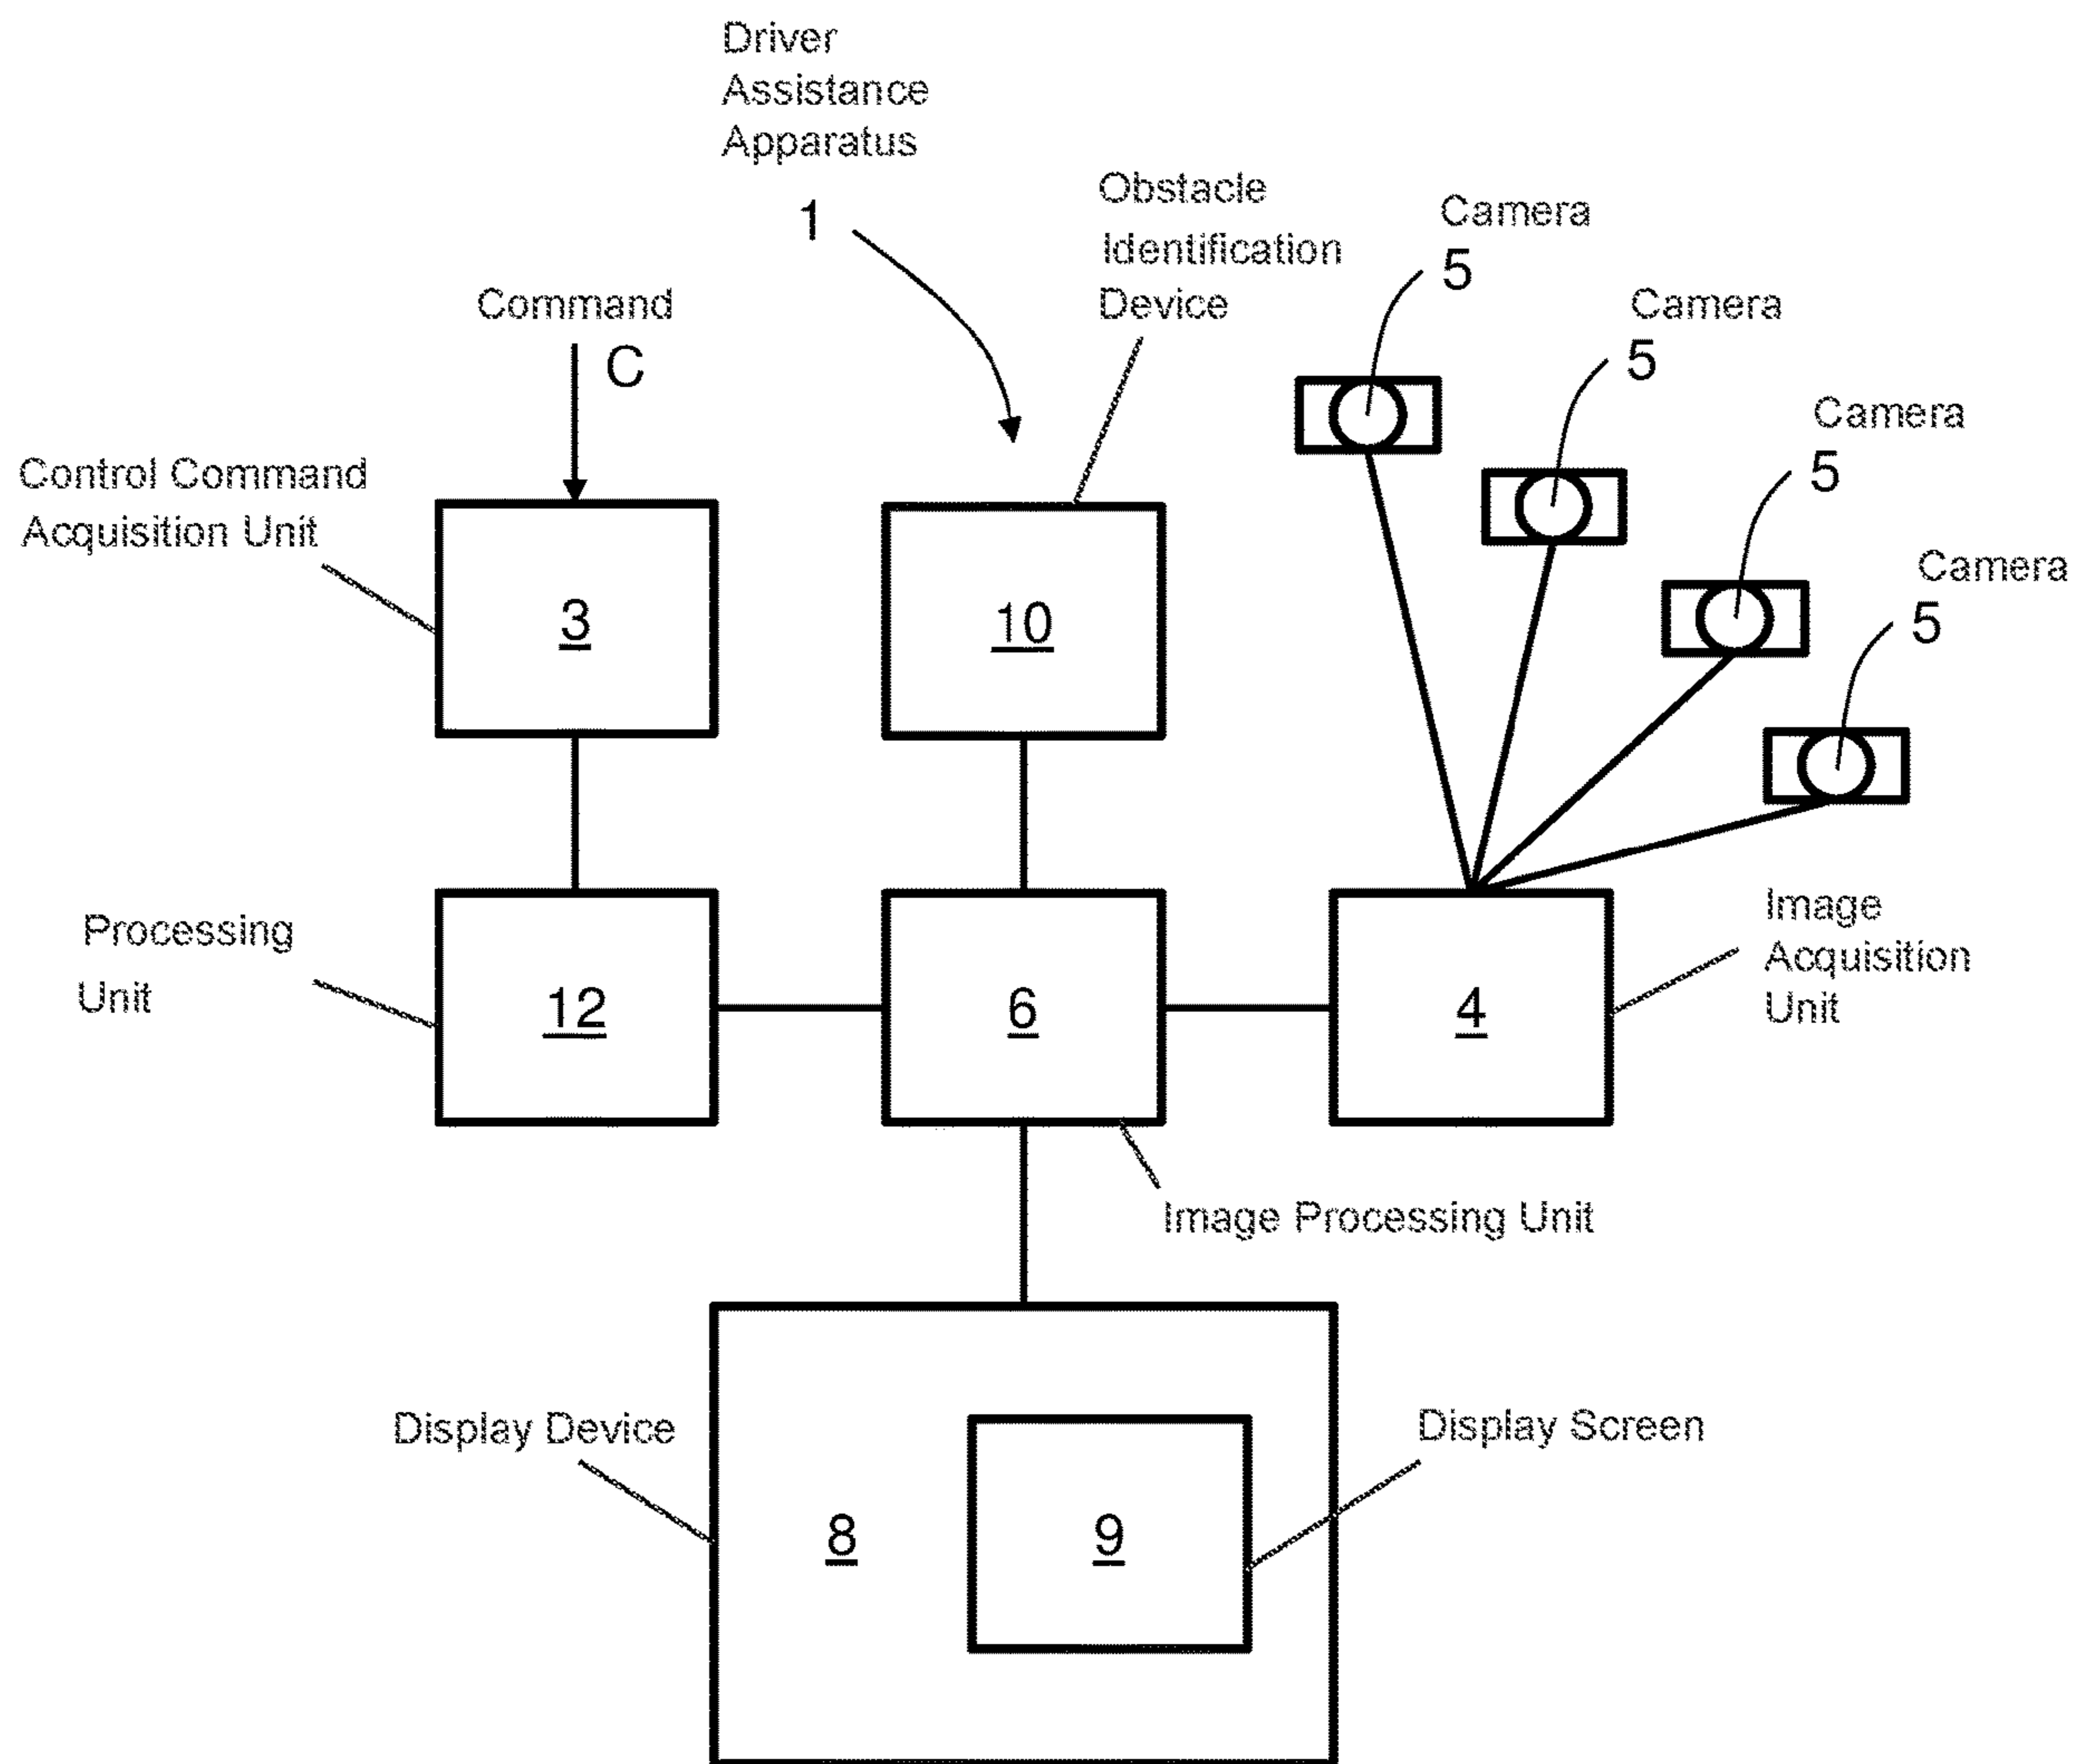 Driver
Assistance
Apparatus
1
Obstacle
Identification
Device
Camera
5
Camera
5
Camera
5
Camera
5
Command
C
Control Command
Acquisition Unit
3
10
Processing
Unit
12
6
4
Image
Acquisition
Unit
Image Processing Unit
Display Device
8
9
Display Screen